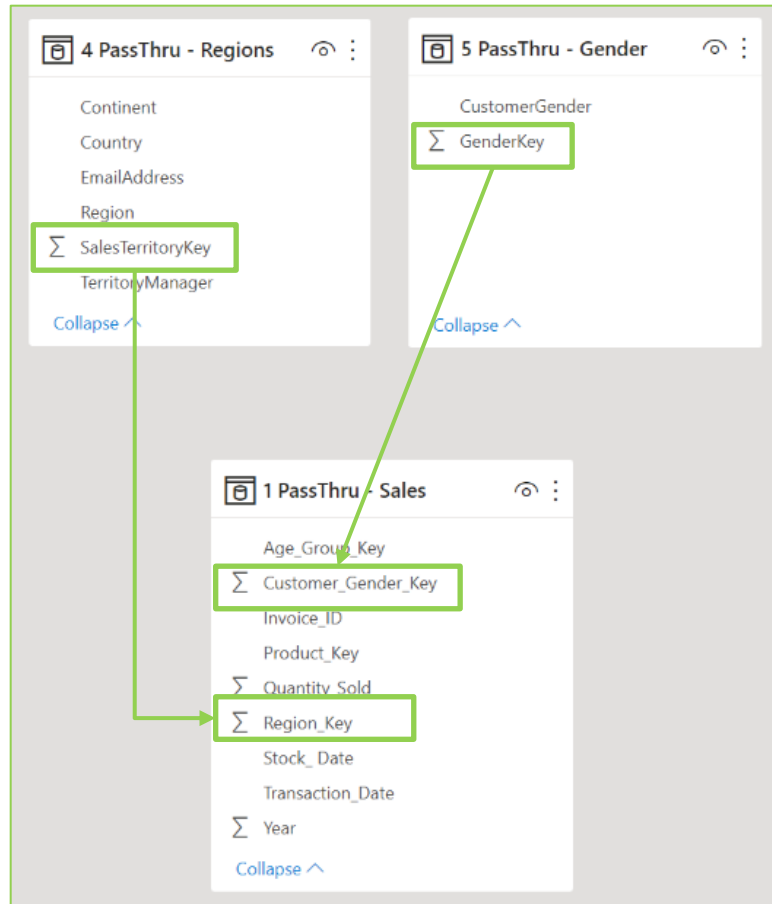 4 PassThru - Regions
Continent
Country
EmailAddress
Region
Σ SalesTerritoryKey
TerritoryManager
Collapse
5 PassThru - Gender
CustomerGender
Σ GenderKey
Collapse
1 PassThru - Sales
Age_Group_Key
Σ Customer_Gender_Key
Invoice_ID
Product_Key
Σ Quantity_Sold
Σ Region_Key
Stock_ Date
Transaction_Date
Σ Year
Collapse